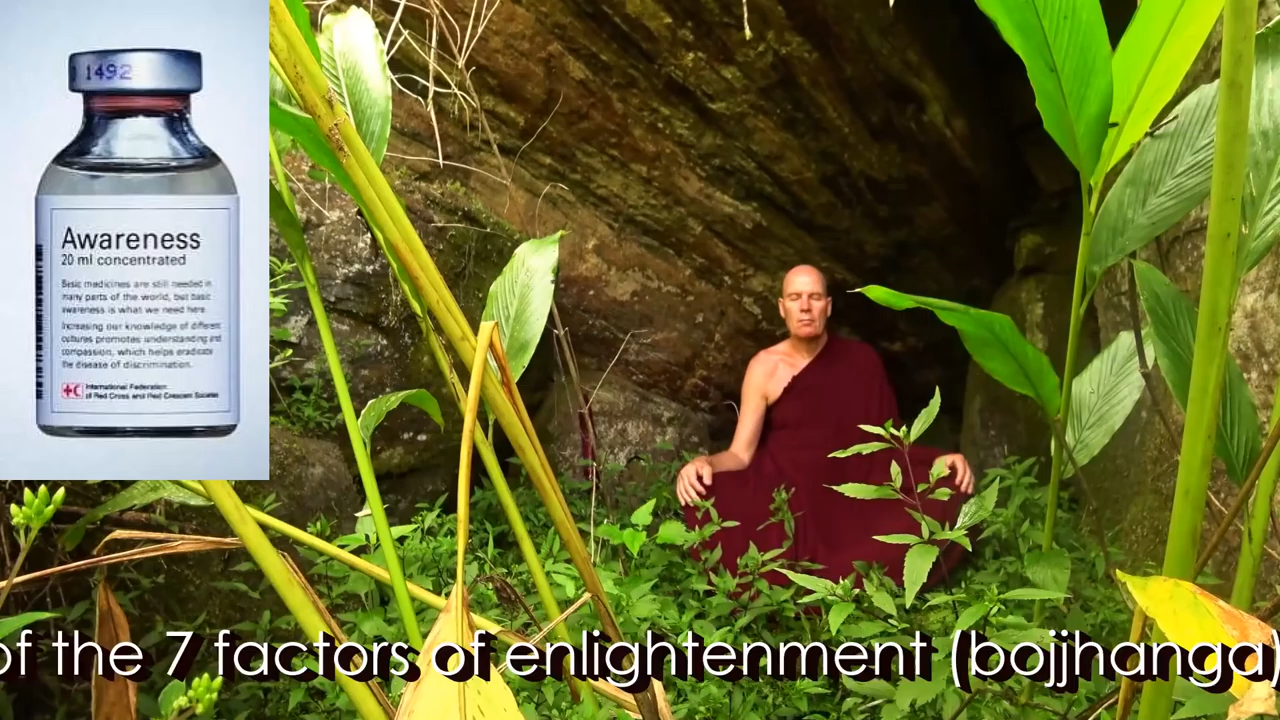 1492
Awareness
20 ml concentrated
Basic medicines are still needed in
many parts of the world, but basic
awareness is what we need here.
Increasing our knowledge of different
cultures promotes understanding and
compassion, which helps eradicate
the disease of discrimination.
International Federation
of Red Cross and Red Crescent Societies
of the 7 factors of enlightenment (bojjhanga)